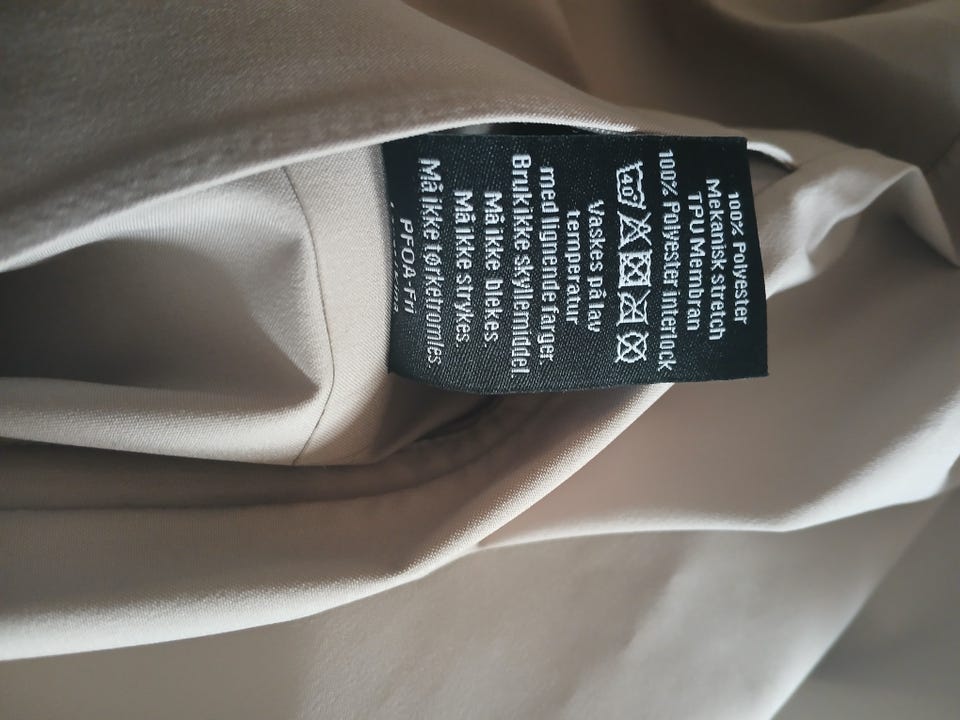 100% Polyester
Mekanisk stretch
TPU Membran
100% Polyester interlock
40
Vaskes på lav
temperatur
med lignende farger.
Bruk ikke skyllemiddel.
Må ikke blekes
Må ikke strykes
Må ikke tørketromles.
PFOA-Fri